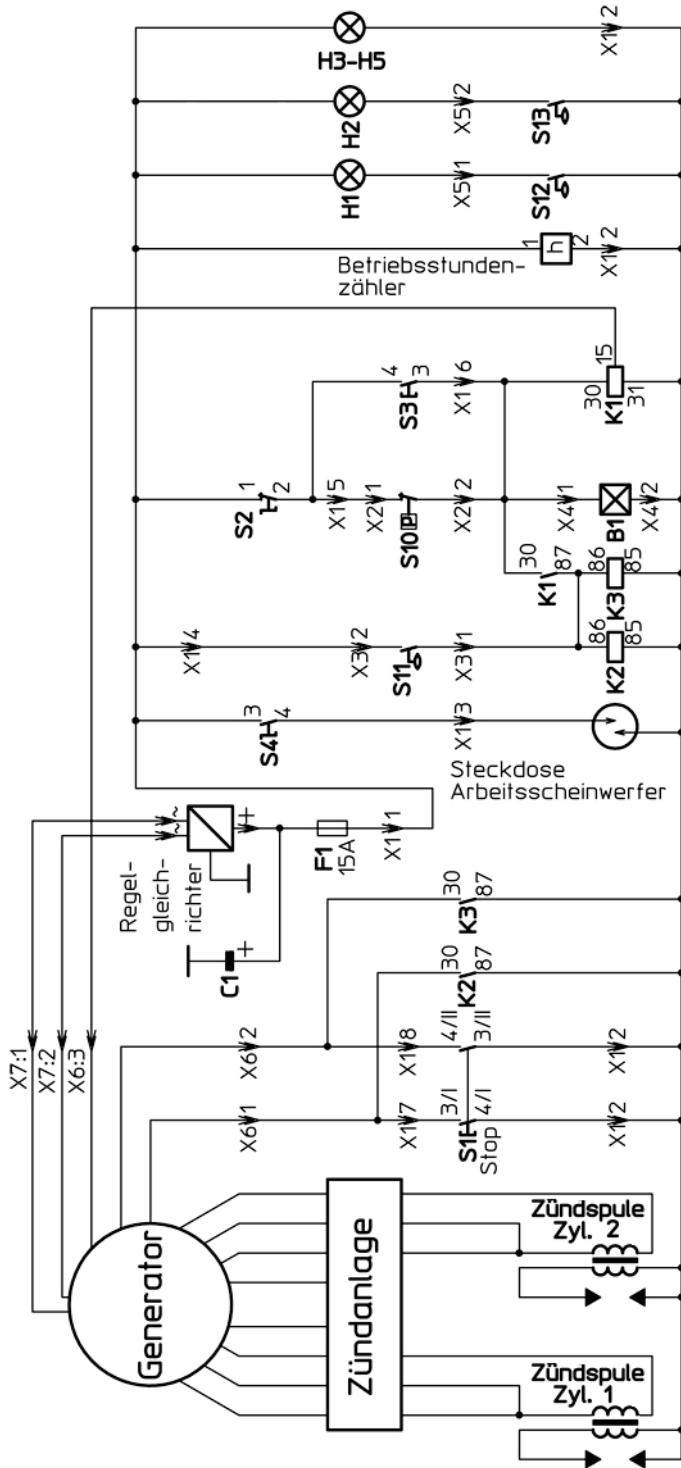 H3-H5
X1 2
H2
X5 2
S13
H1
X5 1
S12
Betriebsstunden-
zähler
1
h
2
X1 2
4
S3
3
X1 6
15
30
K1
31
S2
1
2
X1 5
X2 1
S10
P
X2 2
X4 1
B1
X4 2
30
K1
87
86
K3
85
86
K2
85
X1 4
X3 2
S11
X3 1
3
S4
4
X1 3
Steckdose
Arbeitsscheinwerfer
X7:1
X7:2
X6:3
~
~
Regel-
gleich-
richter
+
C1
+
F1
15A
X1 1
30
K3
87
30
K2
87
X6 2
X1 8
4/II
3/II
X1 2
X6 1
X1 7
3/I
S1
4/I
Stop
X1 2
Generator
Zündanlage
Zündspule
Zyl. 2
Zündspule
Zyl. 1